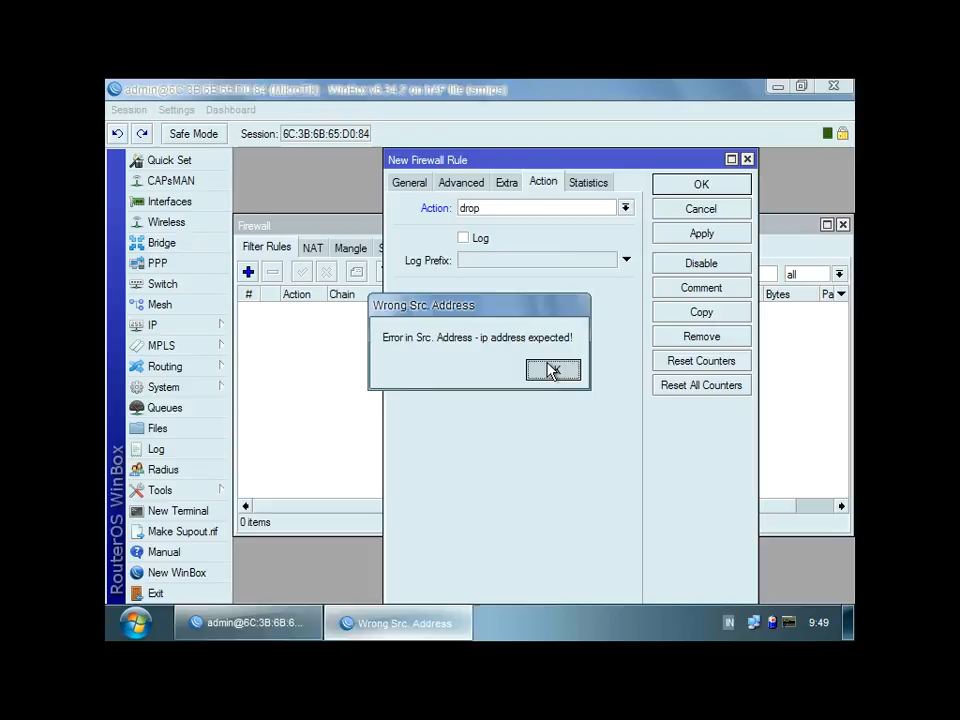 admin@6C:3B:6B:65:D0:84 (MikroTik) - WinBox v6.34.2 on hAP lite (smips)
Session Settings Dashboard
Safe Mode Session: 6C:3B:6B:65:D0:84
Quick Set
CAPsMAN
Interfaces
Wireless
Bridge
PPP
Switch
Mesh
IP
MPLS
Routing
System
Queues
Files
Log
Radius
Tools
New Terminal
Make Supout.rif
Manual
New WinBox
Exit
RouterOS WinBox
Firewall
Filter Rules NAT Mangle
all
# Action Chain Bytes Pa
0 items
New Firewall Rule
General Advanced Extra Action Statistics
Action: drop
Log
Log Prefix:
OK
Cancel
Apply
Disable
Comment
Copy
Remove
Reset Counters
Reset All Counters
Wrong Src. Address
Error in Src. Address - ip address expected!
admin@6C:3B:6B:6... Wrong Src. Address IN 9:49